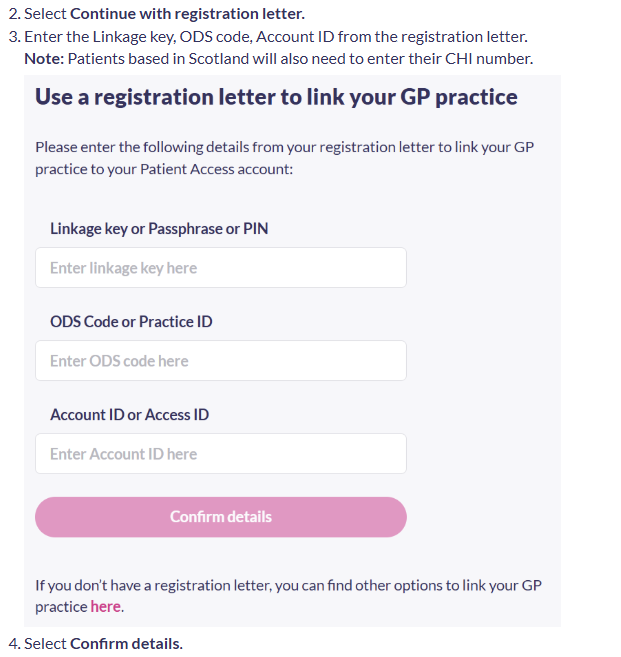 2. Select Continue with registration letter.
3. Enter the Linkage key, ODS code, Account ID from the registration letter.
Note: Patients based in Scotland will also need to enter their CHI number.
Use a registration letter to link your GP practice
Please enter the following details from your registration letter to link your GP
practice to your Patient Access account:
Linkage key or Passphrase or PIN
Enter linkage key here
ODS Code or Practice ID
Enter ODS code here
Account ID or Access ID
Enter Account ID here
Confirm details
If you don't have a registration letter, you can find other options to link your GP
practice here.
4. Select Confirm details.